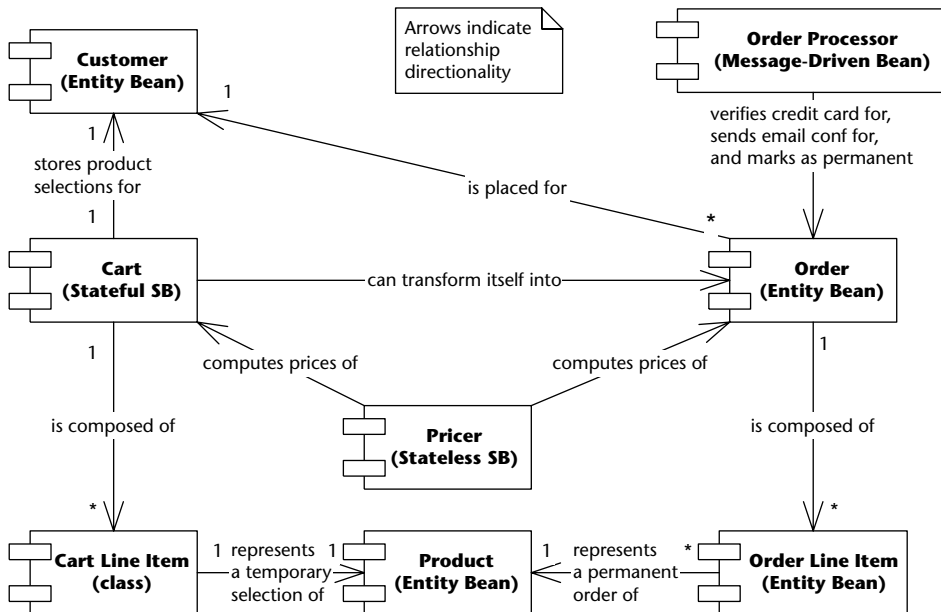 Customer
(Entity Bean)
Arrows indicate
relationship
directionality
Order Processor
(Message-Driven Bean)
1
1
verifies credit card for,
sends email conf for,
and marks as permanent
stores product
selections for
is placed for
1
*
Cart
(Stateful SB)
can transform itself into
Order
(Entity Bean)
1
1
computes prices of
computes prices of
is composed of
Pricer
(Stateless SB)
is composed of
*
*
Cart Line Item
(class)
1
represents
a temporary
selection of
1
Product
(Entity Bean)
1
represents
a permanent
order of
*
Order Line Item
(Entity Bean)